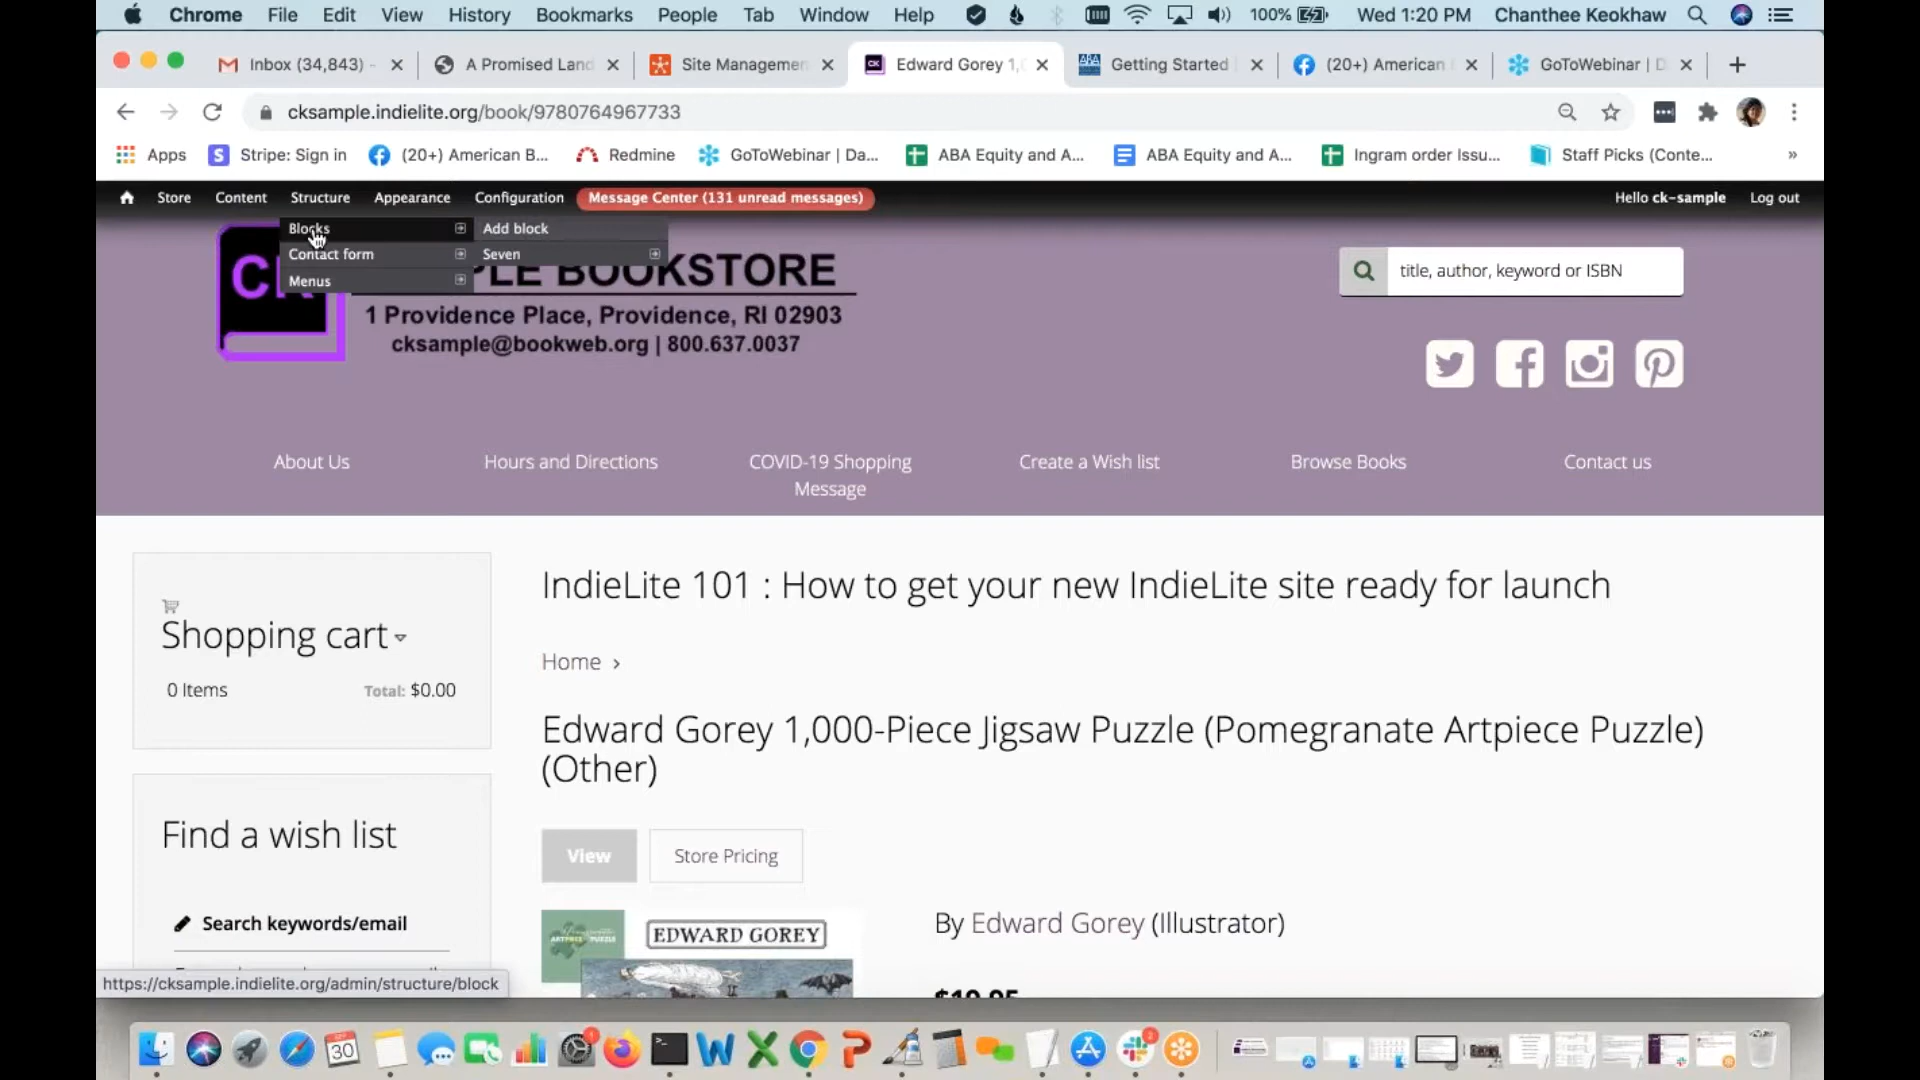 Chrome File Edit View History Bookmarks People Tab Window Help 100% Wed 1:20 PM Chanthee Keokhaw
Inbox (34,843) - A Promised Land Site Managemen Edward Gorey 1,0 Getting Started (20+) American GoToWebinar | D
cksample.indielite.org/book/9780764967733
Apps Stripe: Sign in (20+) American B... Redmine GoToWebinar | Da... ABA Equity and A... ABA Equity and A... Ingram order Issu... Staff Picks (Conte... »
Store Content Structure Appearance Configuration Message Center (131 unread messages) Hello ck-sample Log out
Blocks Add block
Contact form Seven
Menus
PLE BOOKSTORE
1 Providence Place, Providence, RI 02903
cksample@bookweb.org | 800.637.0037
title, author, keyword or ISBN
About Us Hours and Directions COVID-19 Shopping Message Create a Wish list Browse Books Contact us
IndieLite 101 : How to get your new IndieLite site ready for launch
Shopping cart
0 Items Total: $0.00
Home ›
Edward Gorey 1,000-Piece Jigsaw Puzzle (Pomegranate Artpiece Puzzle)
(Other)
Find a wish list
View Store Pricing
Search keywords/email
EDWARD GOREY
By Edward Gorey (Illustrator)
$19.95
https://cksample.indielite.org/admin/structure/block
30